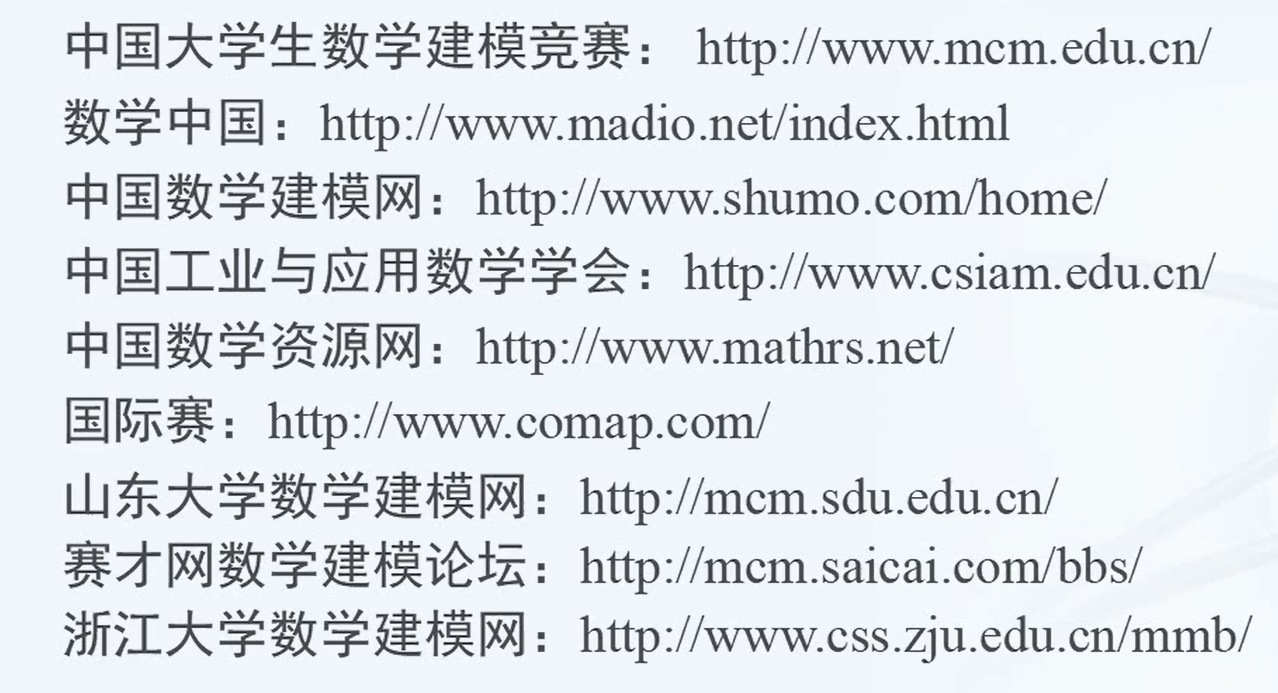 中国大学生数学建模竞赛： http://www.mcm.edu.cn/
数学中国：http://www.madio.net/index.html
中国数学建模网：http://www.shumo.com/home/
中国工业与应用数学学会：http://www.csiam.edu.cn/
中国数学资源网：http://www.mathrs.net/
国际赛：http://www.comap.com/
山东大学数学建模网：http://mcm.sdu.edu.cn/
赛才网数学建模论坛：http://mcm.saicai.com/bbs/
浙江大学数学建模网：http://www.css.zju.edu.cn/mmb/